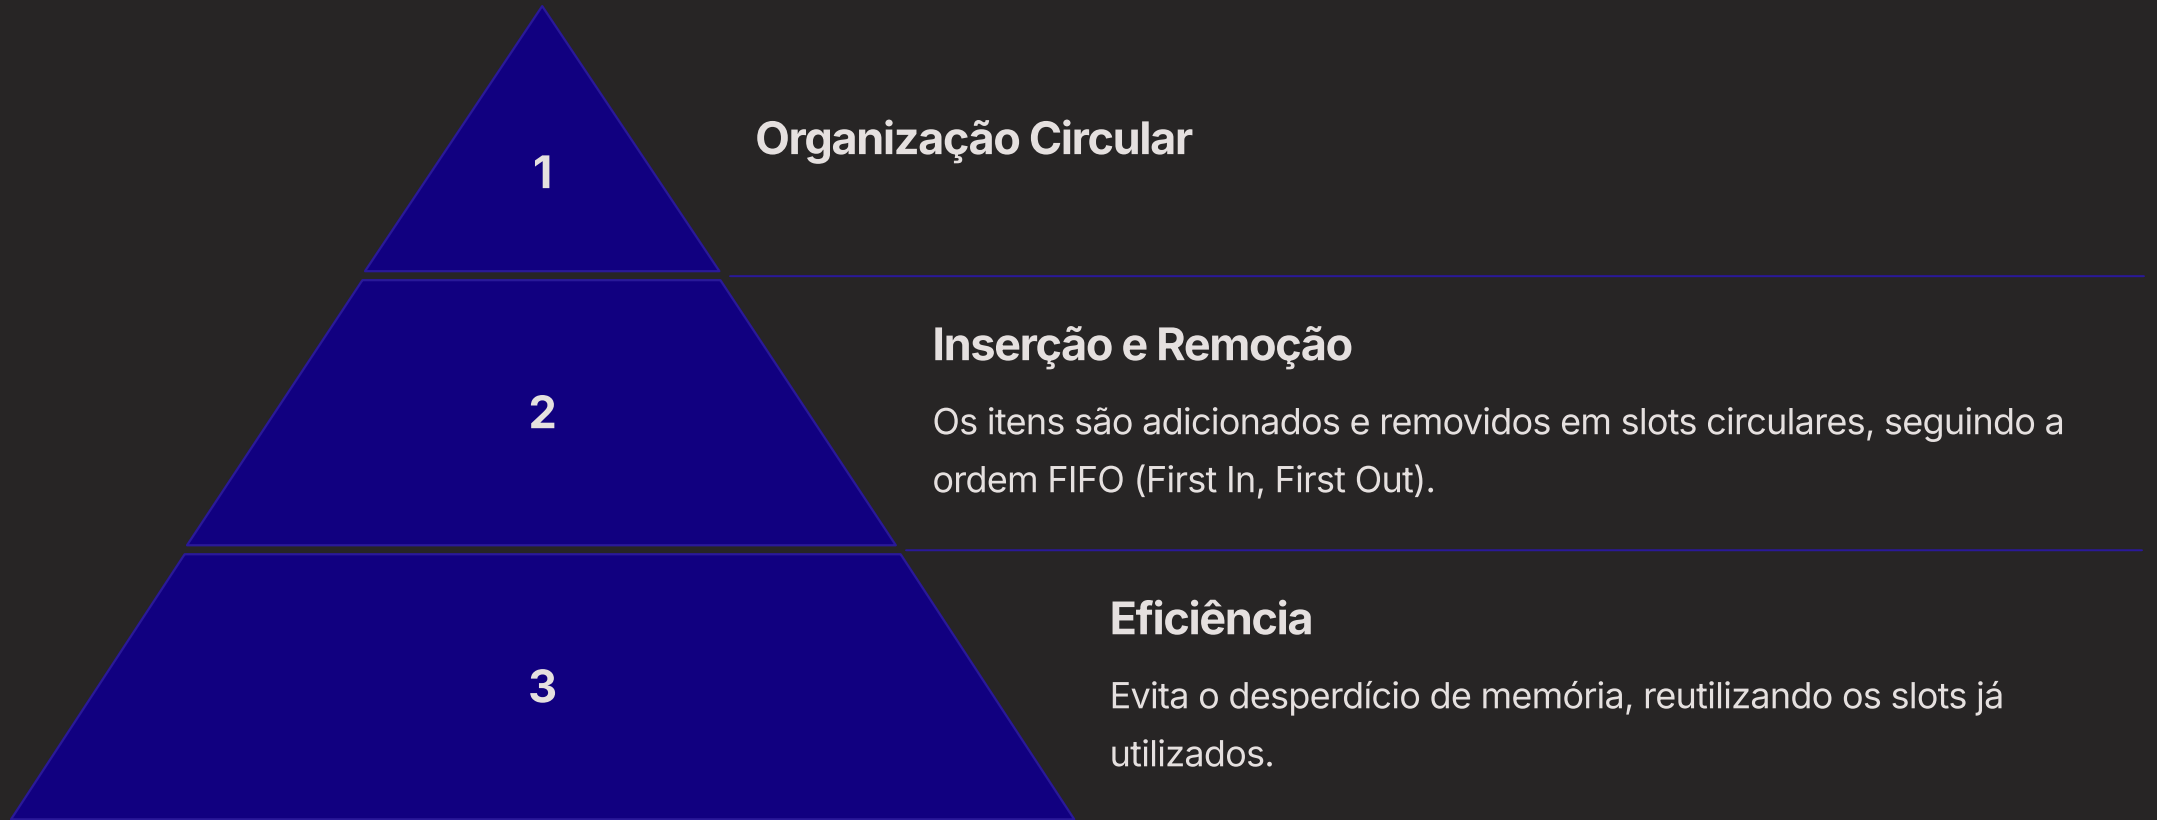 1
Organização Circular
2
Inserção e Remoção
Os itens são adicionados e removidos em slots circulares, seguindo a
ordem FIFO (First In, First Out).
3
Eficiência
Evita o desperdício de memória, reutilizando os slots já
utilizados.